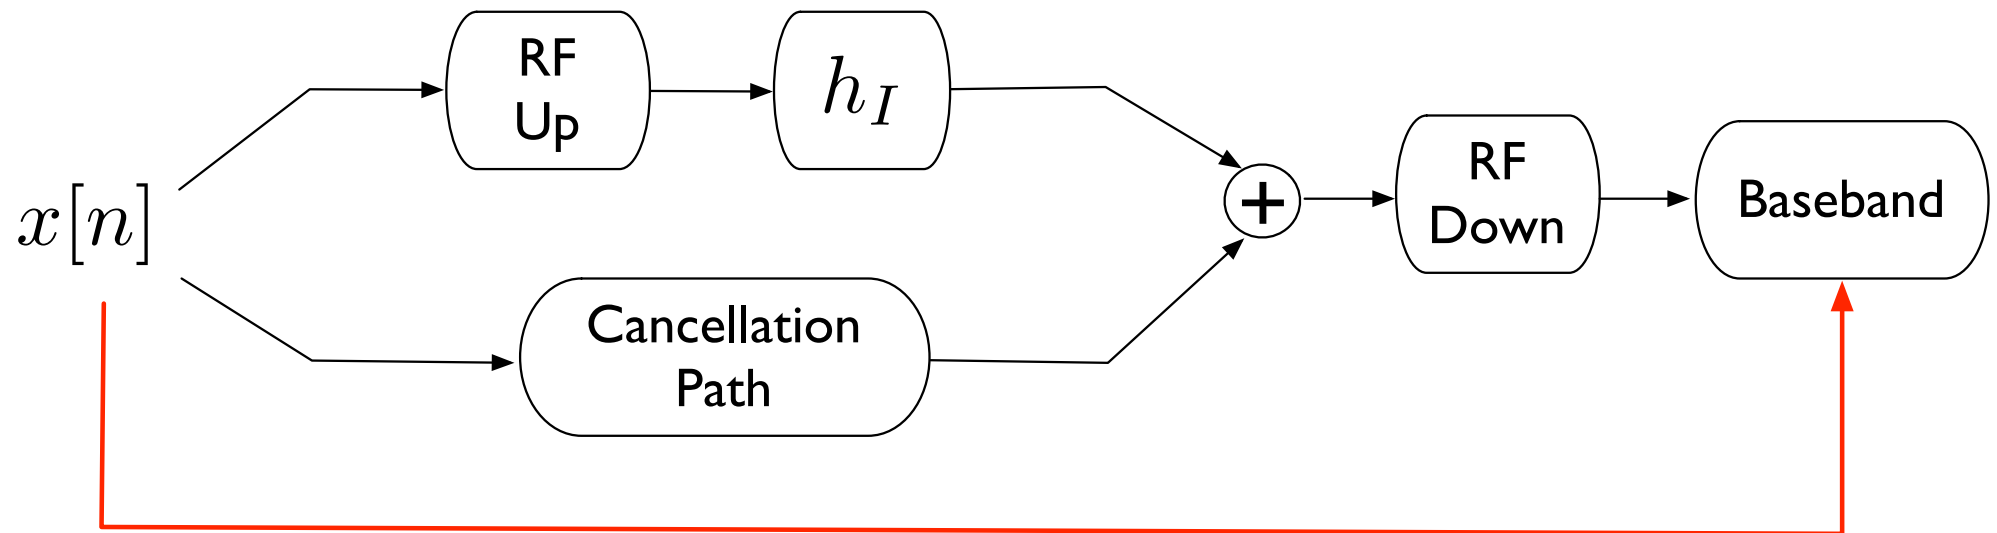 x[n]
RF
Up
h_I
Cancellation
Path
+
RF
Down
Baseband